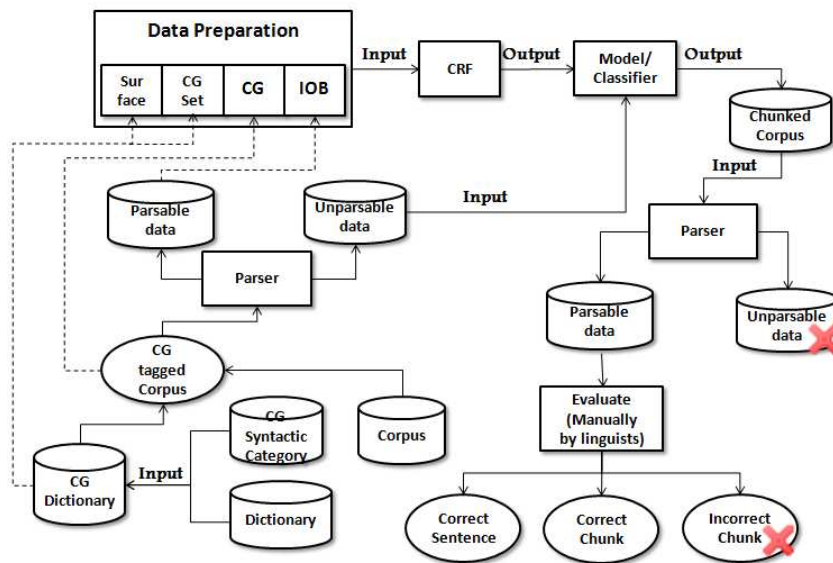 Data Preparation
Sur
face
CG
Set
CG
IOB
Input
CRF
Output
Model/
Classifier
Output
Chunked
Corpus
Input
Parsable
data
Unparsable
data
Input
Parser
Parser
Parsable
data
Unparsable
data
CG
tagged
Corpus
Evaluate
(Manually
by linguists)
CG
Syntactic
Category
Corpus
CG
Dictionary
Input
Dictionary
Correct
Sentence
Correct
Chunk
Incorrect
Chunk